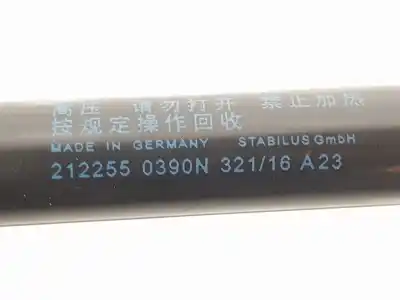 高压 请勿打开 禁止加热
按规定操作回收
MADE IN GERMANY STABILUS GmbH
212255 0390N 321/16 A23